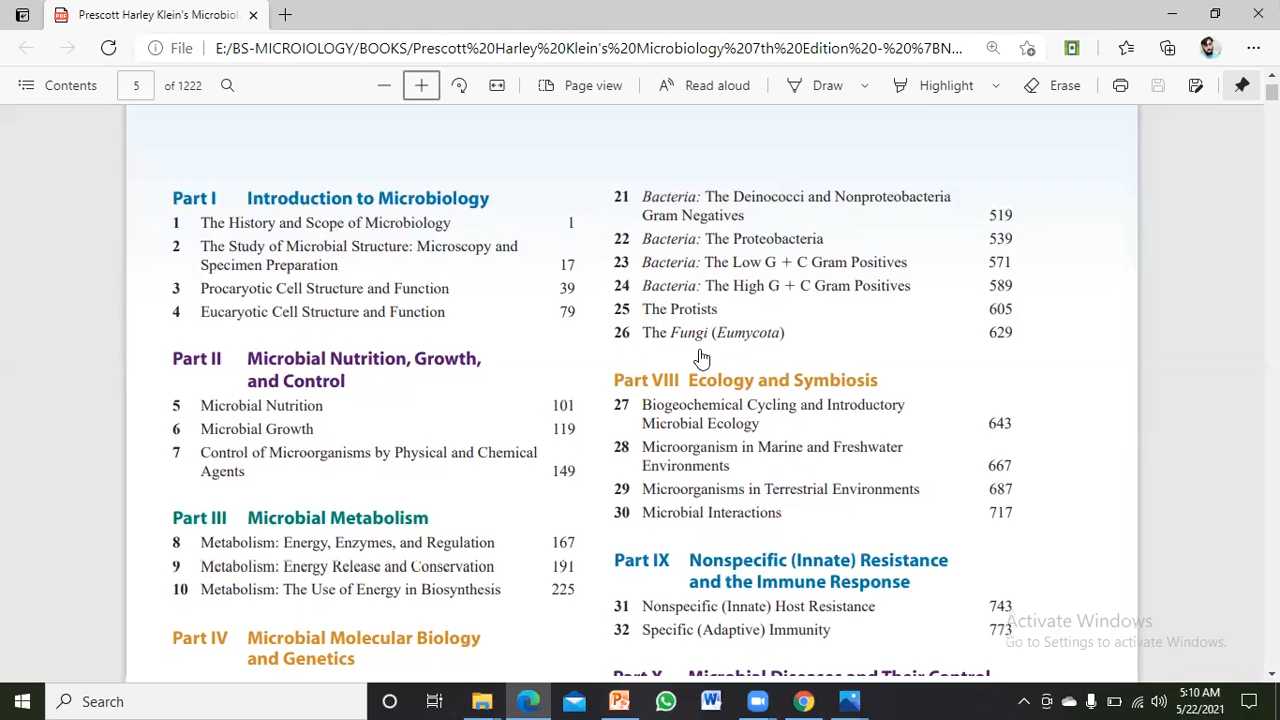 Prescott Harley Klein's Microbiol
File
E:/BS-MICROIOLOGY/BOOKS/Prescott%20Harley%20Klein's%20Microbiology%207th%20Edition%20-%20%7BN...
Contents
5
of 1222
Page view
Read aloud
Draw
Highlight
Erase
Part I Introduction to Microbiology
1 The History and Scope of Microbiology 1
2 The Study of Microbial Structure: Microscopy and
Specimen Preparation 17
3 Procaryotic Cell Structure and Function 39
4 Eucaryotic Cell Structure and Function 79
Part II Microbial Nutrition, Growth,
and Control
5 Microbial Nutrition 101
6 Microbial Growth 119
7 Control of Microorganisms by Physical and Chemical
Agents 149
Part III Microbial Metabolism
8 Metabolism: Energy, Enzymes, and Regulation 167
9 Metabolism: Energy Release and Conservation 191
10 Metabolism: The Use of Energy in Biosynthesis 225
Part IV Microbial Molecular Biology
and Genetics
21 Bacteria: The Deinococci and Nonproteobacteria
Gram Negatives 519
22 Bacteria: The Proteobacteria 539
23 Bacteria: The Low G + C Gram Positives 571
24 Bacteria: The High G + C Gram Positives 589
25 The Protists 605
26 The Fungi (Eumycota) 629
Part VIII Ecology and Symbiosis
27 Biogeochemical Cycling and Introductory
Microbial Ecology 643
28 Microorganism in Marine and Freshwater
Environments 667
29 Microorganisms in Terrestrial Environments 687
30 Microbial Interactions 717
Part IX Nonspecific (Innate) Resistance
and the Immune Response
31 Nonspecific (Innate) Host Resistance 743
32 Specific (Adaptive) Immunity 773
Part X Microbial Diseases and Their Control
Activate Windows
Go to Settings to activate Windows.
Search
5:10 AM
5/22/2021